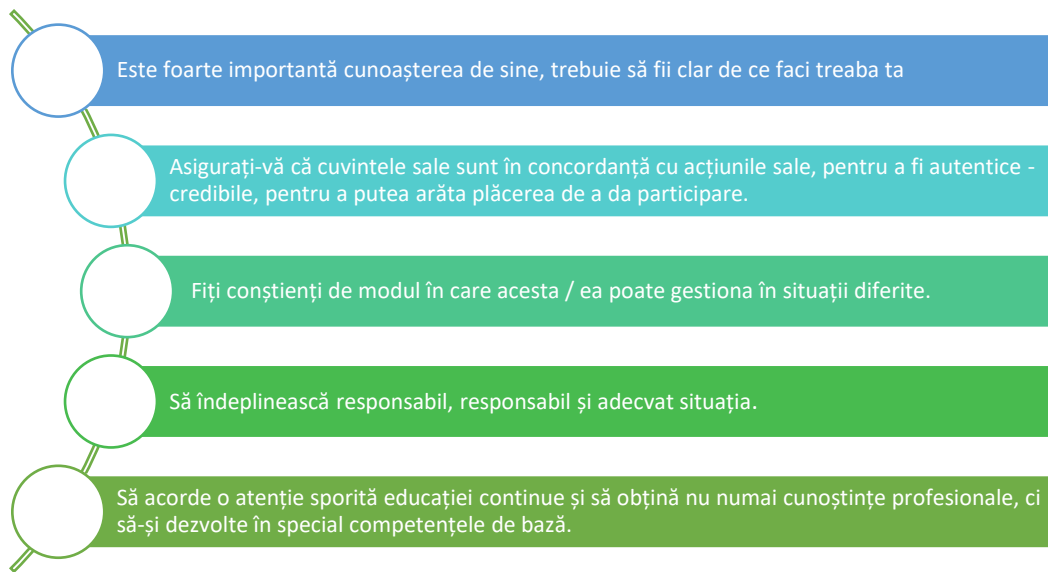 Este foarte importantă cunoașterea de sine, trebuie să fii clar de ce faci treaba ta
Asigurați-vă că cuvintele sale sunt în concordanță cu acțiunile sale, pentru a fi autentice -
credibile, pentru a putea arăta plăcerea de a da participare.
Fiți conștienți de modul în care acesta / ea poate gestiona în situații diferite.
Să îndeplinească responsabil, responsabil și adecvat situația.
Să acorde o atenție sporită educației continue și să obțină nu numai cunoștințe profesionale, ci
să-și dezvolte în special competențele de bază.